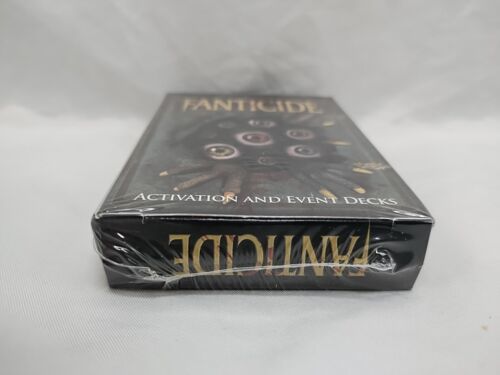 FANTICIDE
ACTIVATION AND EVENT DECKS
FANTICIDE